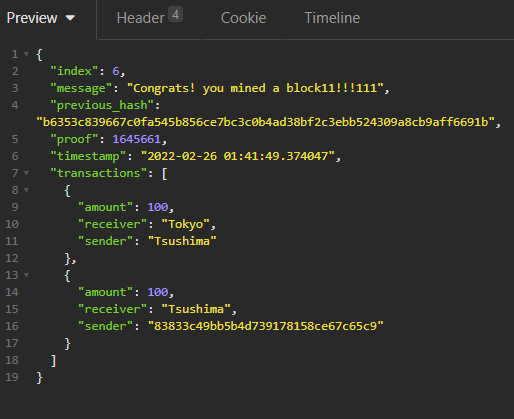 Preview Header 4 Cookie Timeline
1 {
2 "index": 6,
3 "message": "Congrats! you mined a block11!!!111",
4 "previous_hash":
"b6353c839667c0fa545b856ce7bc3c0b4ad38bf2c3ebb524309a8cb9aff6691b",
5 "proof": 1645661,
6 "timestamp": "2022-02-26 01:41:49.374047",
7 "transactions": [
8 {
9 "amount": 100,
10 "receiver": "Tokyo",
11 "sender": "Tsushima"
12 },
13 {
14 "amount": 100,
15 "receiver": "Tsushima",
16 "sender": "83833c49bb5b4d739178158ce67c65c9"
17 }
18 ]
19 }